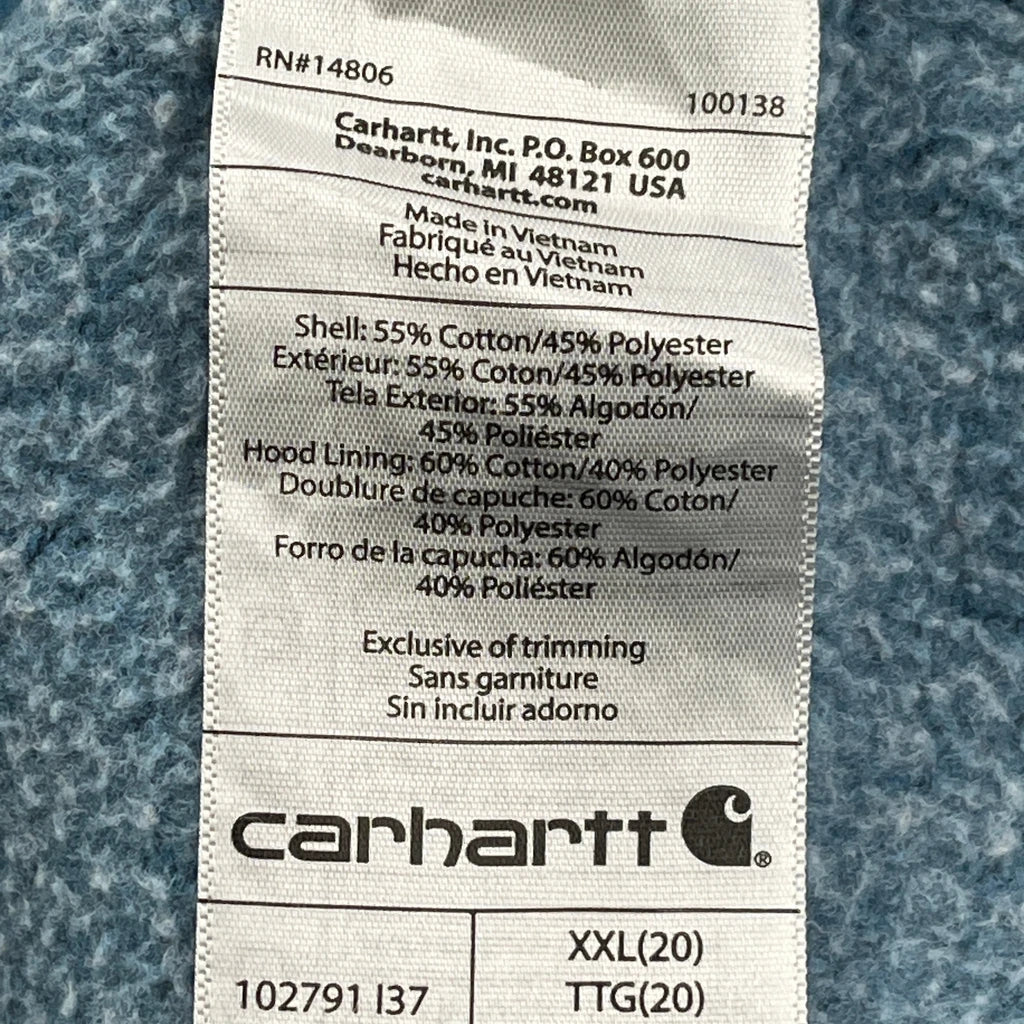 RN#14806
100138
Carhartt, Inc. P.O. Box 600
Dearborn, MI 48121 USA
carhartt.com
Made in Vietnam
Fabriqué au Vietnam
Hecho en Vietnam
Shell: 55% Cotton/45% Polyester
Extérieur: 55% Coton/45% Polyester
Tela Exterior: 55% Algodón/
45% Poliéster
Hood Lining: 60% Cotton/40% Polyester
Doublure de capuche: 60% Coton/
40% Polyester
Forro de la capucha: 60% Algodón/
40% Poliéster
Exclusive of trimming
Sans garniture
Sin incluir adorno
carhartt ®
XXL(20)
102791 I37
TTG(20)